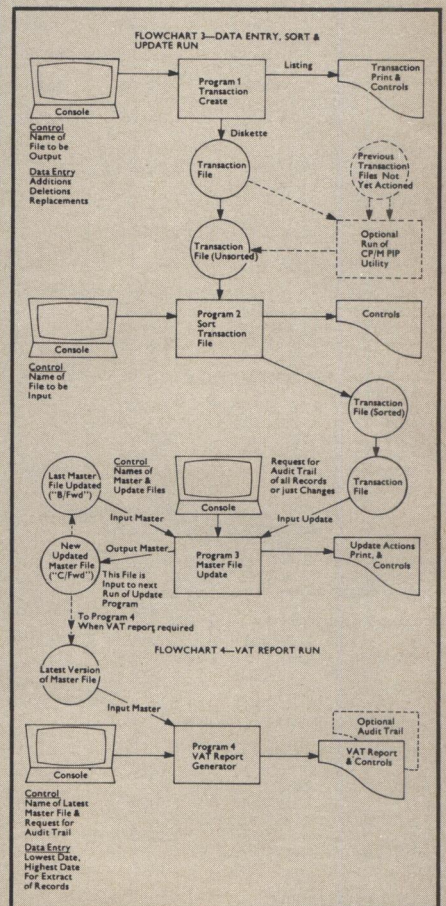 FLOWCHART 3—DATA ENTRY, SORT &
UPDATE RUN
Console
Control
Name of
File to be
Output
Data Entry
Additions
Deletions
Replacements
Program 1
Transaction
Create
Listing
Transaction
Print &
Controls
Diskette
Transaction
File
Previous
Transaction
Files Not
Yet Actioned
Transaction
File (Unsorted)
Optional
Run of
CP/M PIP
Utility
Console
Control
Name of
File to be
Input
Program 2
Sort
Transaction
File
Controls
Transaction
File (Sorted)
Last Master
File Updated
("B/Fwd")
Control
Names of
Master &
Update Files
Console
Request for
Audit Trail
of all Records
or just Changes
Transaction
File
Input Master
Input Update
New
Updated
Master File
("C/Fwd")
Output Master
This File is
Input to next
Run of Update
Program
Program 3
Master File
Update
Update Actions
Print, &
Controls
To Program 4
When VAT report required
FLOWCHART 4—VAT REPORT RUN
Latest Version
of Master File
Input Master
Console
Control
Name of Latest
Master File &
Request for
Audit Trail
Data Entry
Lowest Date,
Highest Date
For Extract
of Records
Program 4
VAT Report
Generator
Optional
Audit Trail
VAT Report
& Controls